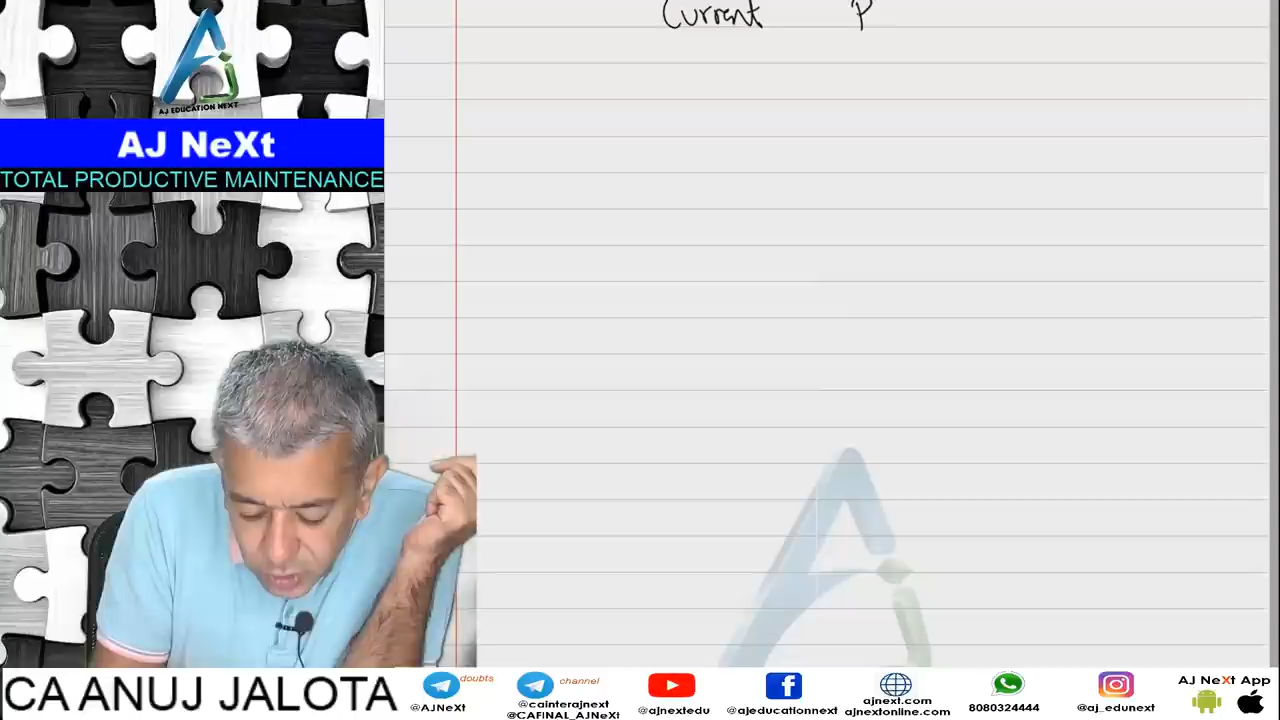 Current P
AJ EDUCATION NEXT
AJ NeXt
TOTAL PRODUCTIVE MAINTENANCE
CA ANUJ JALOTA
doubts
@AJNeXt
channel
@cainterajnext
@CAFINAL_AJNeXt
@ajnextedu
@ajeducationnext
ajnext.com
ajnextonline.com
8080324444
@aj_edunext
AJ NeXt App